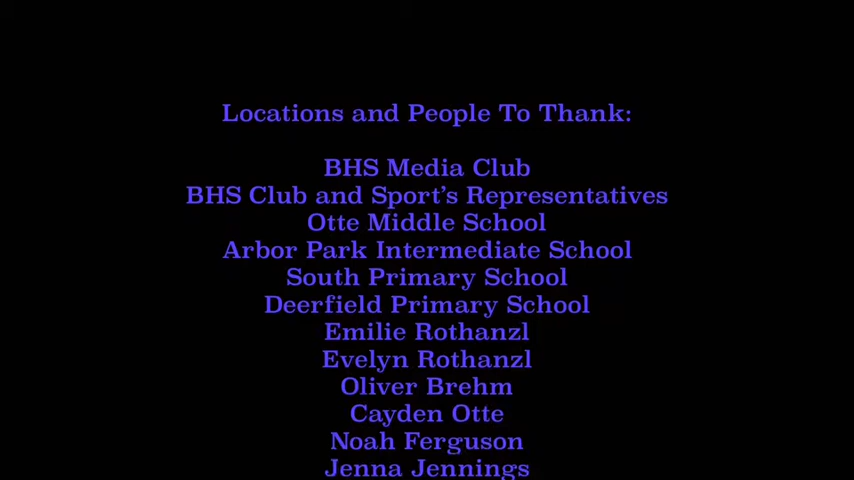 Locations and People To Thank:
BHS Media Club
BHS Club and Sport’s Representatives
Otte Middle School
Arbor Park Intermediate School
South Primary School
Deerfield Primary School
Emilie Rothanzl
Evelyn Rothanzl
Oliver Brehm
Cayden Otte
Noah Ferguson
Jenna Jennings